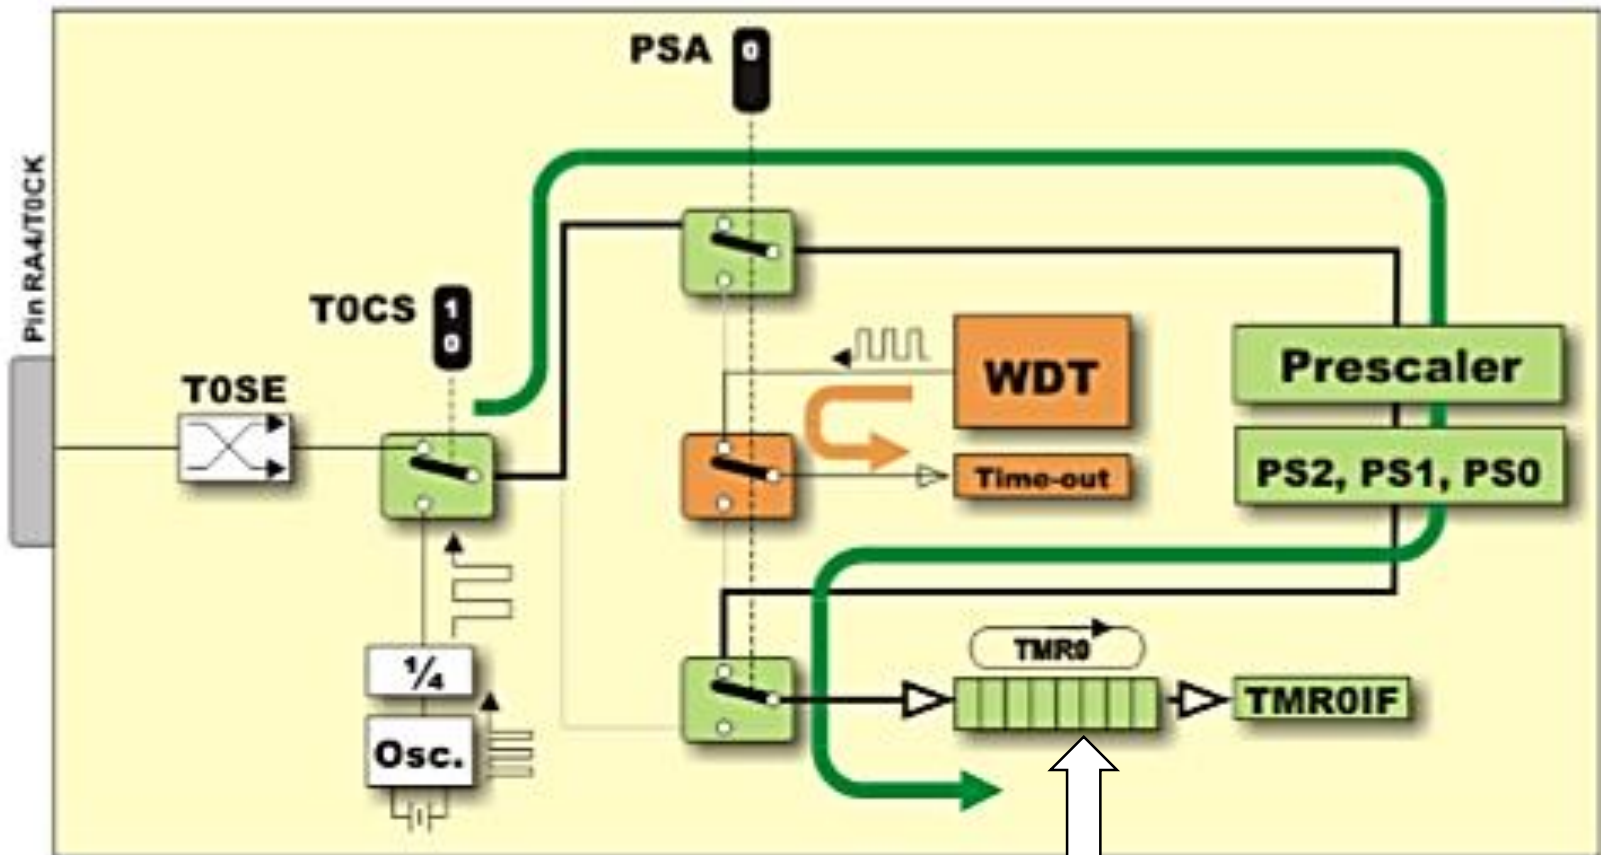 PSA 0
Pin RA4/T0CK
T0CS 1
0
T0SE
WDT
Prescaler
Time-out
PS2, PS1, PS0
¼
TMR0
TMR0IF
Osc.